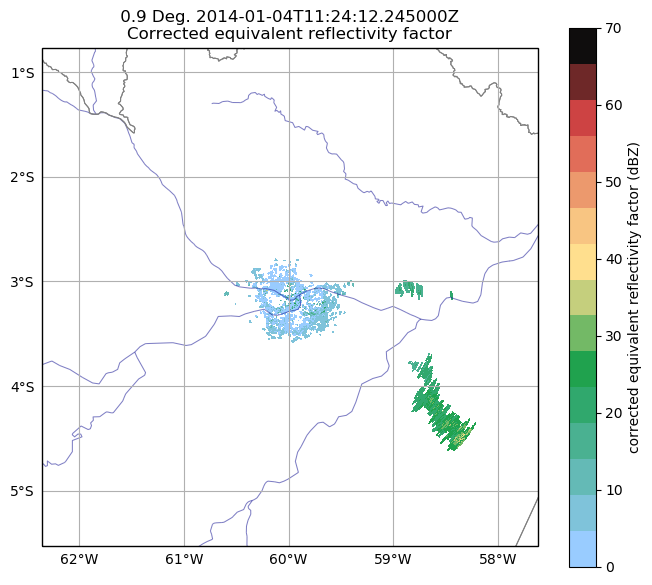 0.9 Deg. 2014-01-04T11:24:12.245000Z
Corrected equivalent reflectivity factor
1°S
2°S
3°S
4°S
5°S
62°W 61°W 60°W 59°W 58°W
70
60
50
40
30
20
10
0
corrected equivalent reflectivity factor (dBZ)